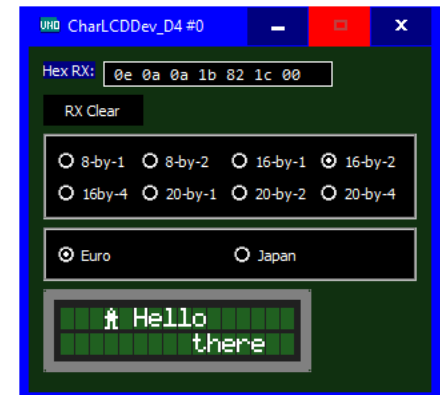 UNO CharLCDDev_D4 #0
Hex RX: 0e 0a 0a 1b 82 1c 00
RX Clear
8-by-1 8-by-2 16-by-1 16-by-2
16by-4 20-by-1 20-by-2 20-by-4
Euro Japan
Hello
there